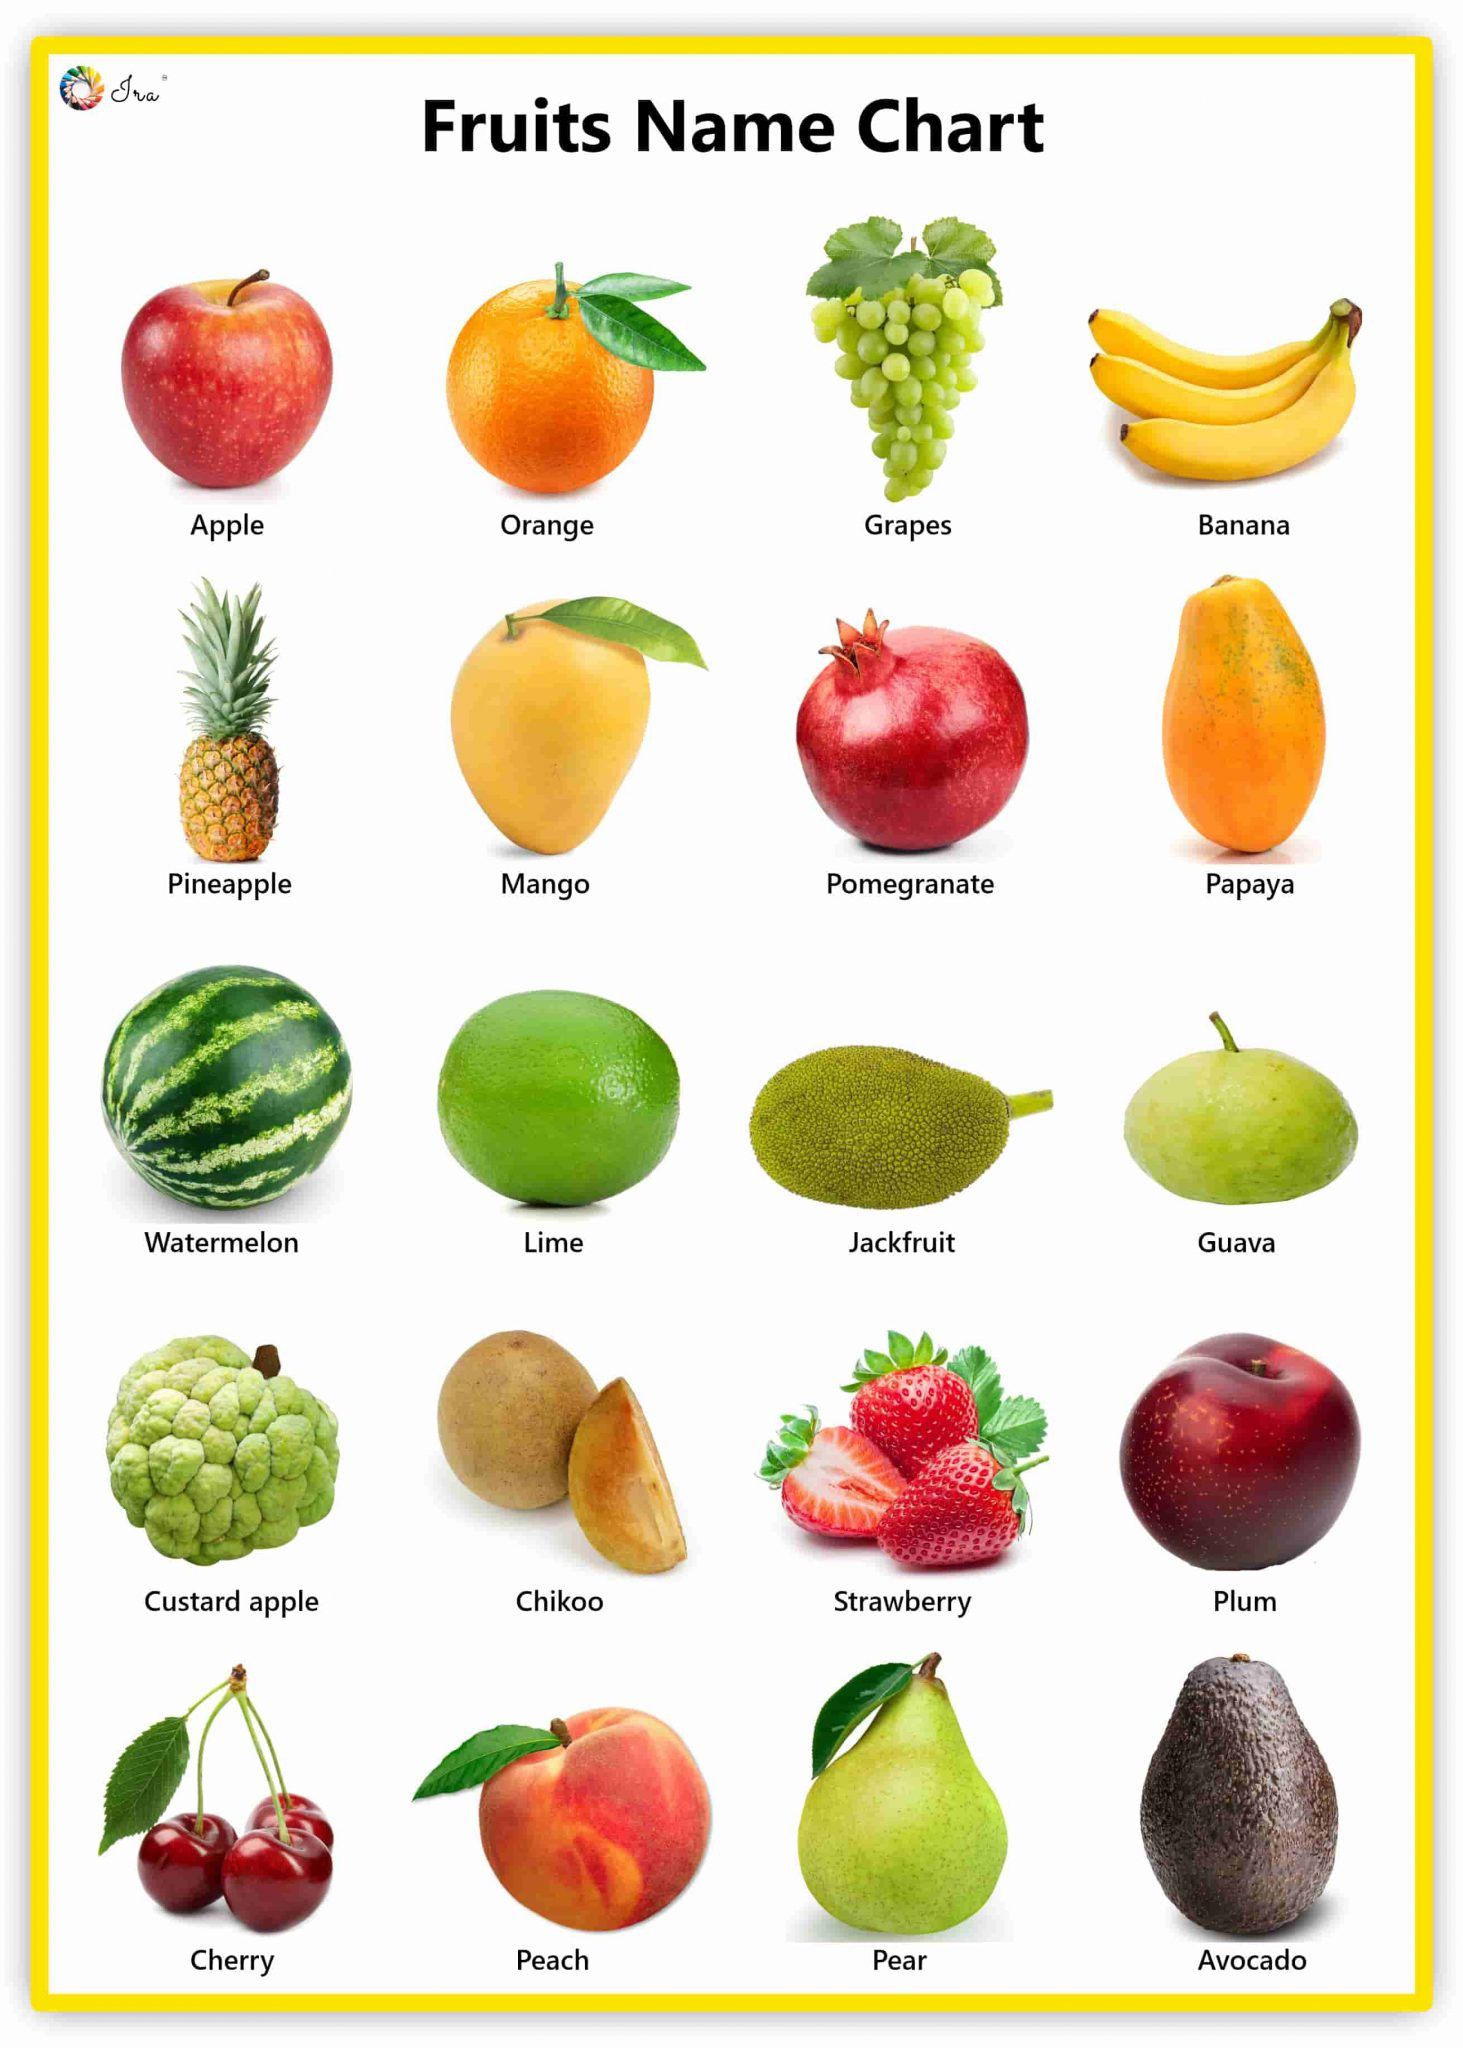 Ira
Fruits Name Chart
Apple
Orange
Grapes
Banana
Pineapple
Mango
Pomegranate
Papaya
Watermelon
Lime
Jackfruit
Guava
Custard apple
Chikoo
Strawberry
Plum
Cherry
Peach
Pear
Avocado